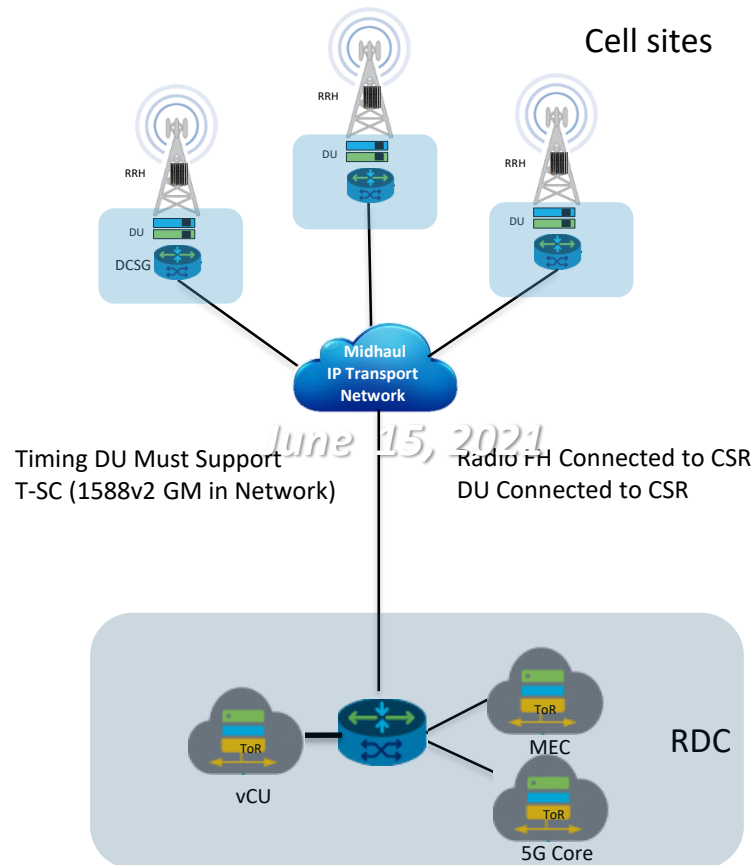 Cell sites
RRH
RRH
RRH
DU
DU
DU
DCSG
Midhaul
IP Transport
Network
June 15, 2021
Timing DU Must Support
T-SC (1588v2 GM in Network)
Radio FH Connected to CSR
DU Connected to CSR
ToR
MEC
RDC
ToR
vCU
ToR
5G Core